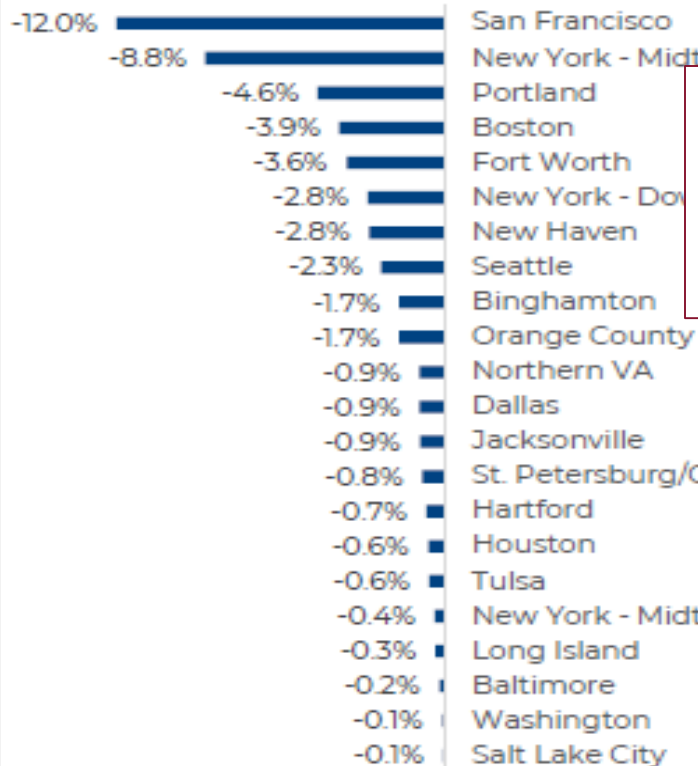 -12.0% San Francisco
-8.8% New York -
-4.6% Portland
-3.9% Boston
-3.6% Fort Worth
-2.8% New York -
-2.8% New Haven
-2.3% Seattle
-1.7% Binghamton
-1.7% Orange County
-0.9% Northern VA
-0.9% Dallas
-0.9% Jacksonville
-0.8% St. Petersburg/
-0.7% Hartford
-0.6% Houston
-0.6% Tulsa
-0.4% New York -
-0.3% Long Island
-0.2% Baltimore
-0.1% Washington
-0.1% Salt Lake City